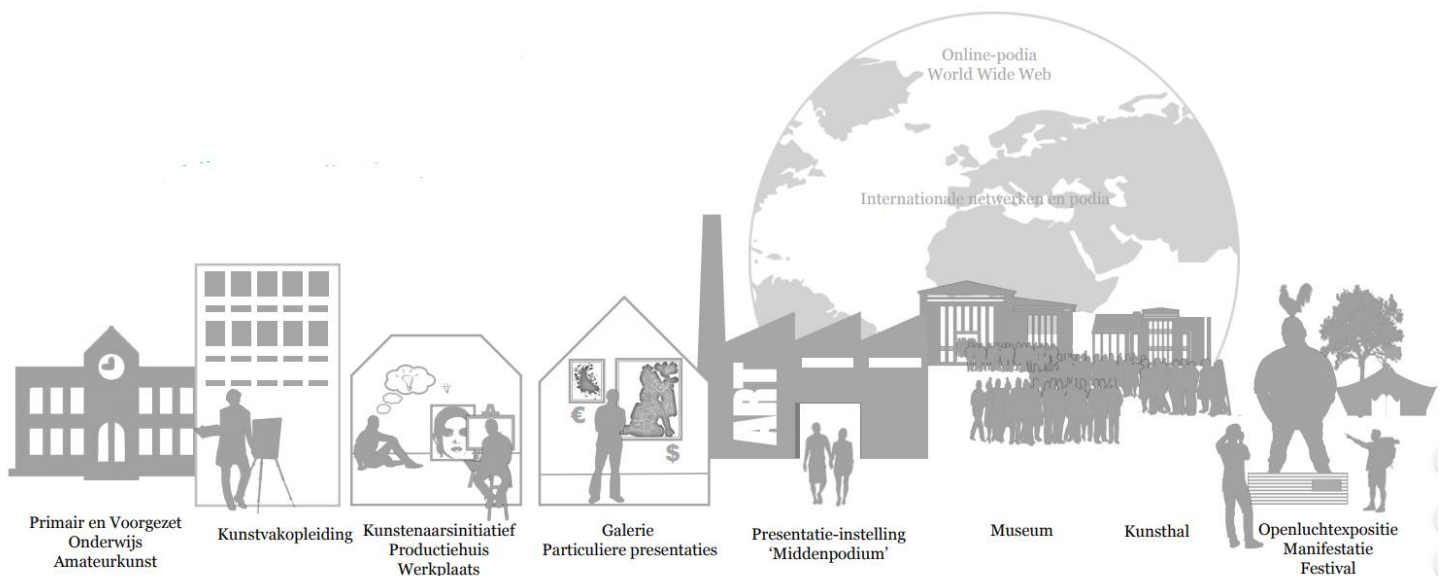 Online-podia
World Wide Web
Internationale netwerken en podia
ART
€
$
Primair en Voorgezet
Onderwijs
Amateurkunst
Kunstvakopleiding
Kunstenaarsinitiatief
Productiehuis
Werkplaats
Galerie
Particuliere presentaties
Presentatie-instelling
‘Middenpodium’
Museum
Kunsthal
Openluchtexpositie
Manifestatie
Festival